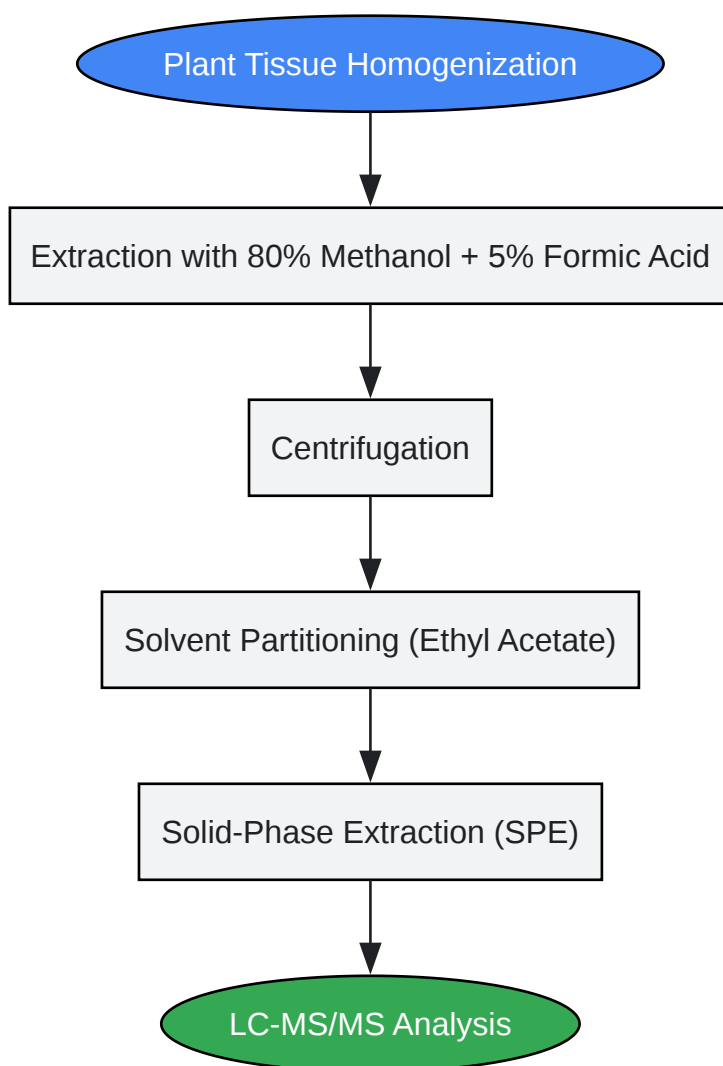 Plant Tissue Homogenization
Extraction with 80% Methanol + 5% Formic Acid
Centrifugation
Solvent Partitioning (Ethyl Acetate)
Solid-Phase Extraction (SPE)
LC-MS/MS Analysis